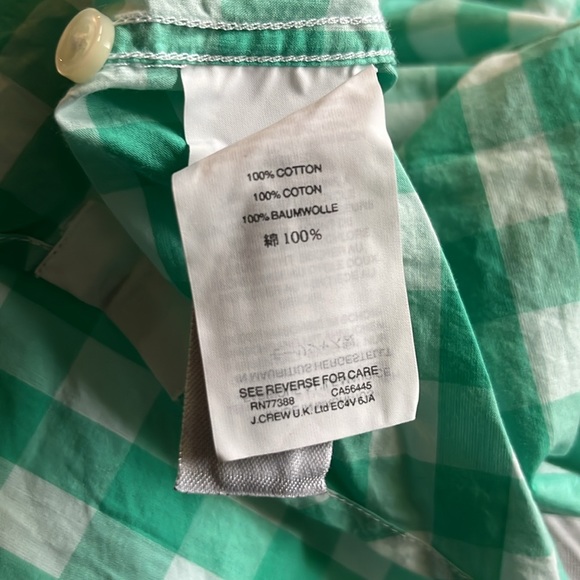 100% COTTON
100% COTON
100% BAUMWOLLE
綿 100%
SEE REVERSE FOR CARE
RN77388 CA56445
J.CREW U.K. Ltd EC4V 6JA